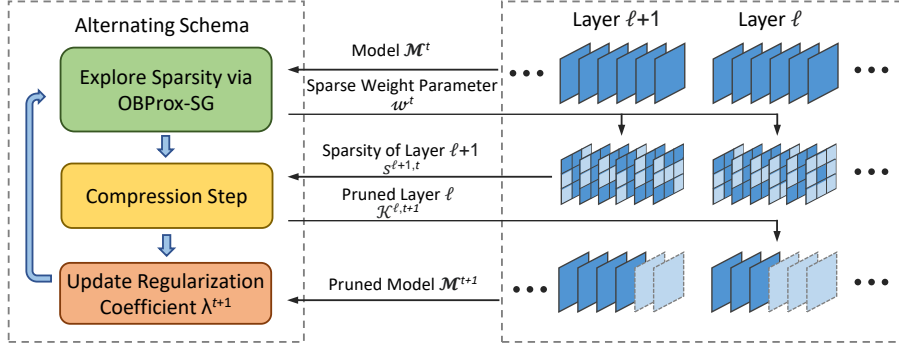 Alternating Schema
Explore Sparsity via
OBProx-SG
Compression Step
Update Regularization
Coefficient λ^{t+1}
Model 𝓜^t
Sparse Weight Parameter
𝔀^t
Sparsity of Layer ℓ+1
S^{ℓ+1,t}
Pruned Layer ℓ
𝒦^{ℓ,t+1}
Pruned Model 𝓜^{t+1}
Layer ℓ+1
Layer ℓ